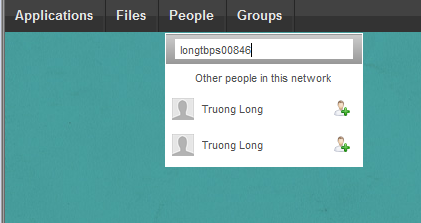 Applications Files People Groups
longtbps00846
Other people in this network
Truong Long
Truong Long